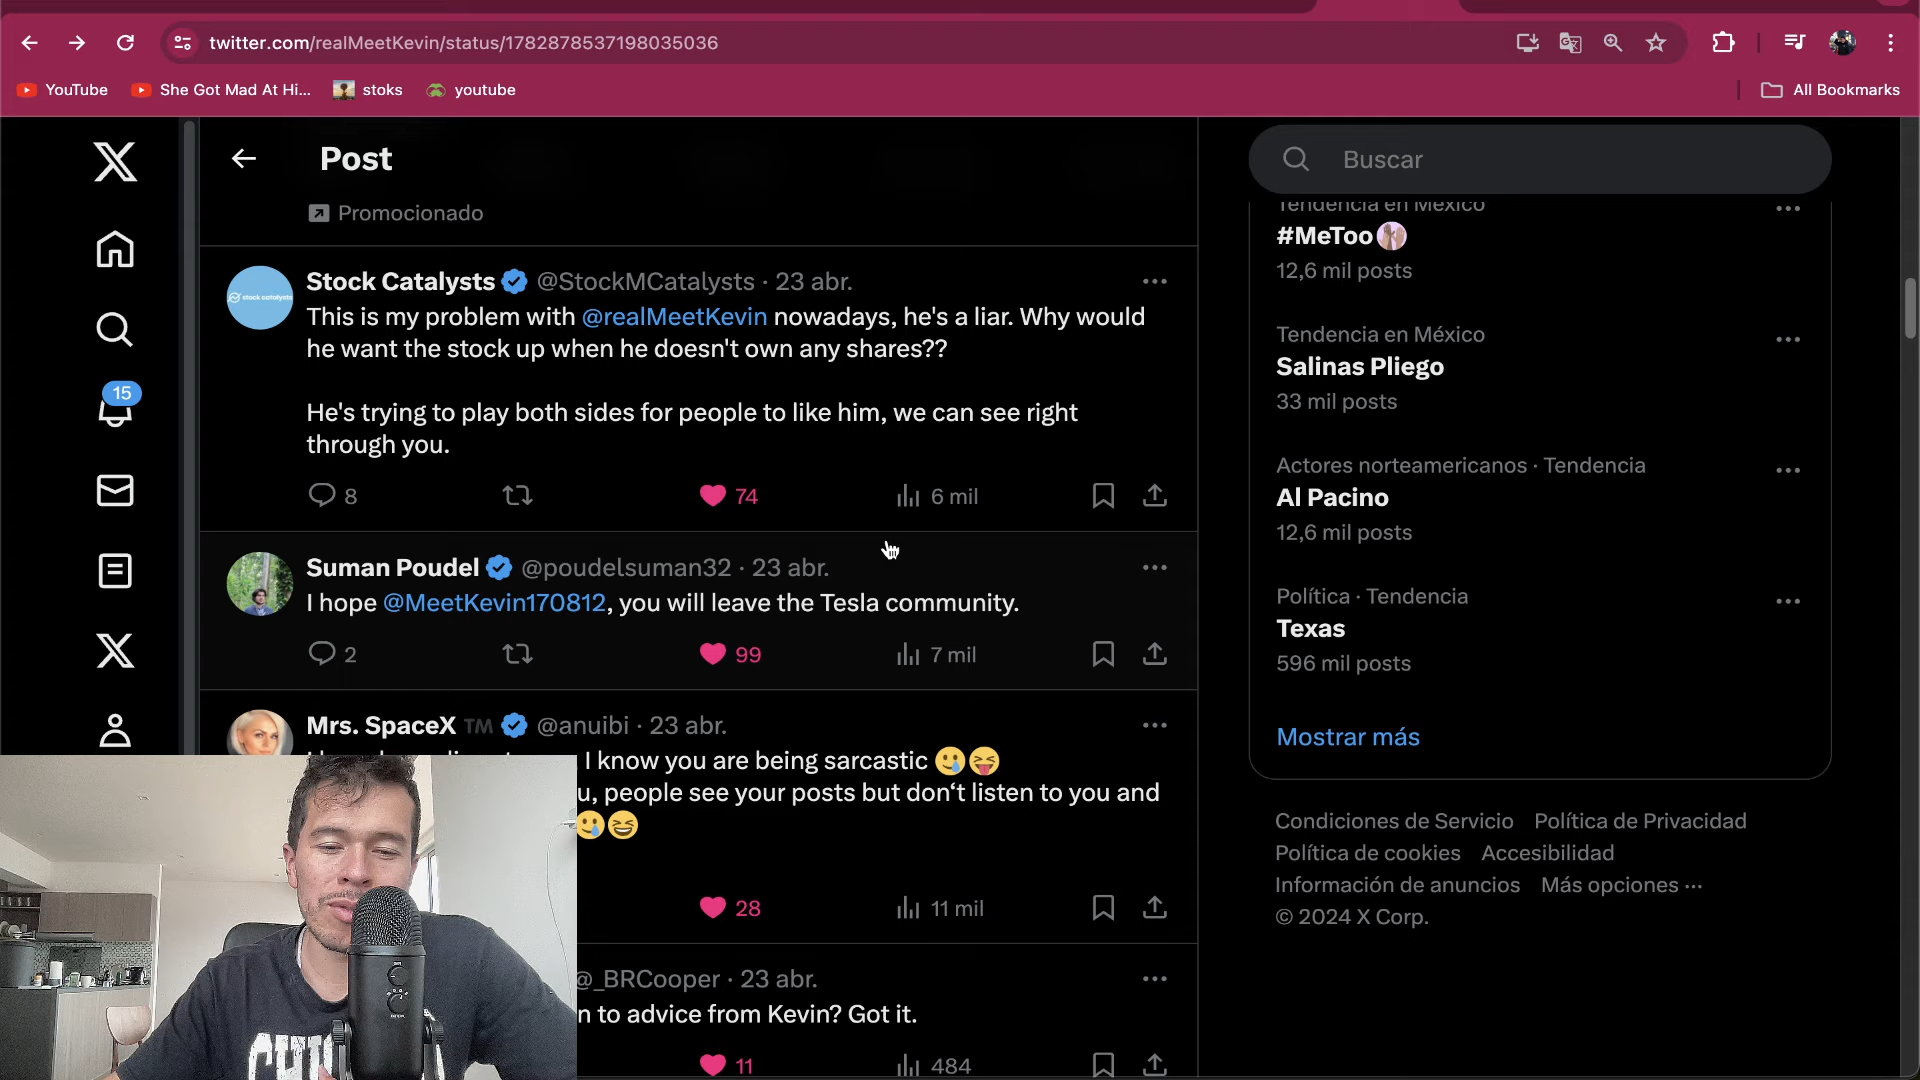 twitter.com/realMeetKevin/status/1782878537198035036
YouTube
She Got Mad At Hi...
stoks
youtube
All Bookmarks
Post
Promocionado
Stock Catalysts @StockMCatalysts · 23 abr.
This is my problem with @realMeetKevin nowadays, he's a liar. Why would
he want the stock up when he doesn't own any shares??
He's trying to play both sides for people to like him, we can see right
through you.
8 74 6 mil
Suman Poudel @poudelsuman32 · 23 abr.
I hope @MeetKevin170812, you will leave the Tesla community.
2 99 7 mil
Mrs. SpaceX ™ @anuibi · 23 abr.
I know you are being sarcastic 🥲😝
u, people see your posts but don't listen to you and
🥲😆
28 11 mil
@_BRCooper · 23 abr.
n to advice from Kevin? Got it.
11 484
15
Buscar
Tendencia en México
#MeToo
12,6 mil posts
Tendencia en México
Salinas Pliego
33 mil posts
Actores norteamericanos · Tendencia
Al Pacino
12,6 mil posts
Política · Tendencia
Texas
596 mil posts
Mostrar más
Condiciones de Servicio Política de Privacidad
Política de cookies Accesibilidad
Información de anuncios Más opciones ···
© 2024 X Corp.